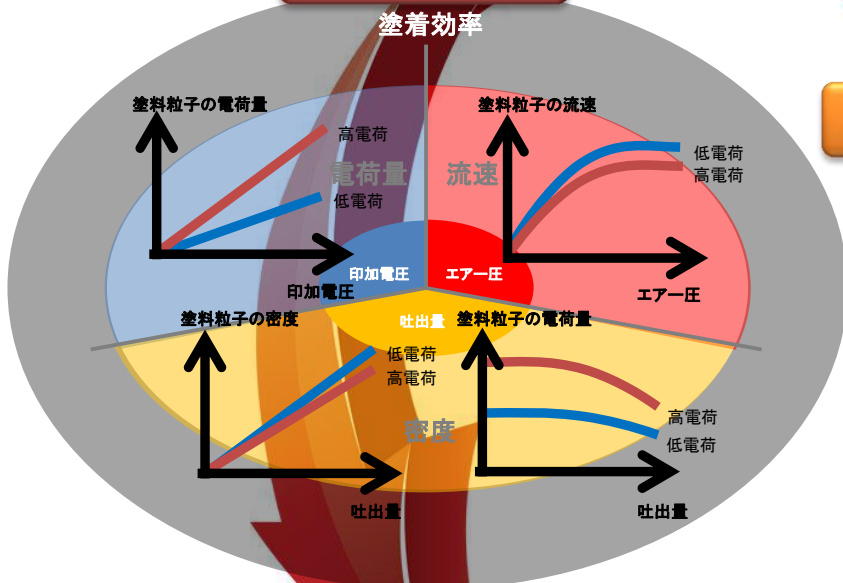 塗着効率
塗料粒子の電荷量
高電荷
電荷量
低電荷
印加電圧
印加電圧
塗料粒子の流速
流速
低電荷
高電荷
エアー圧
エアー圧
塗料粒子の密度
低電荷
高電荷
吐出量
吐出量
密度
塗料粒子の電荷量
高電荷
低電荷
吐出量